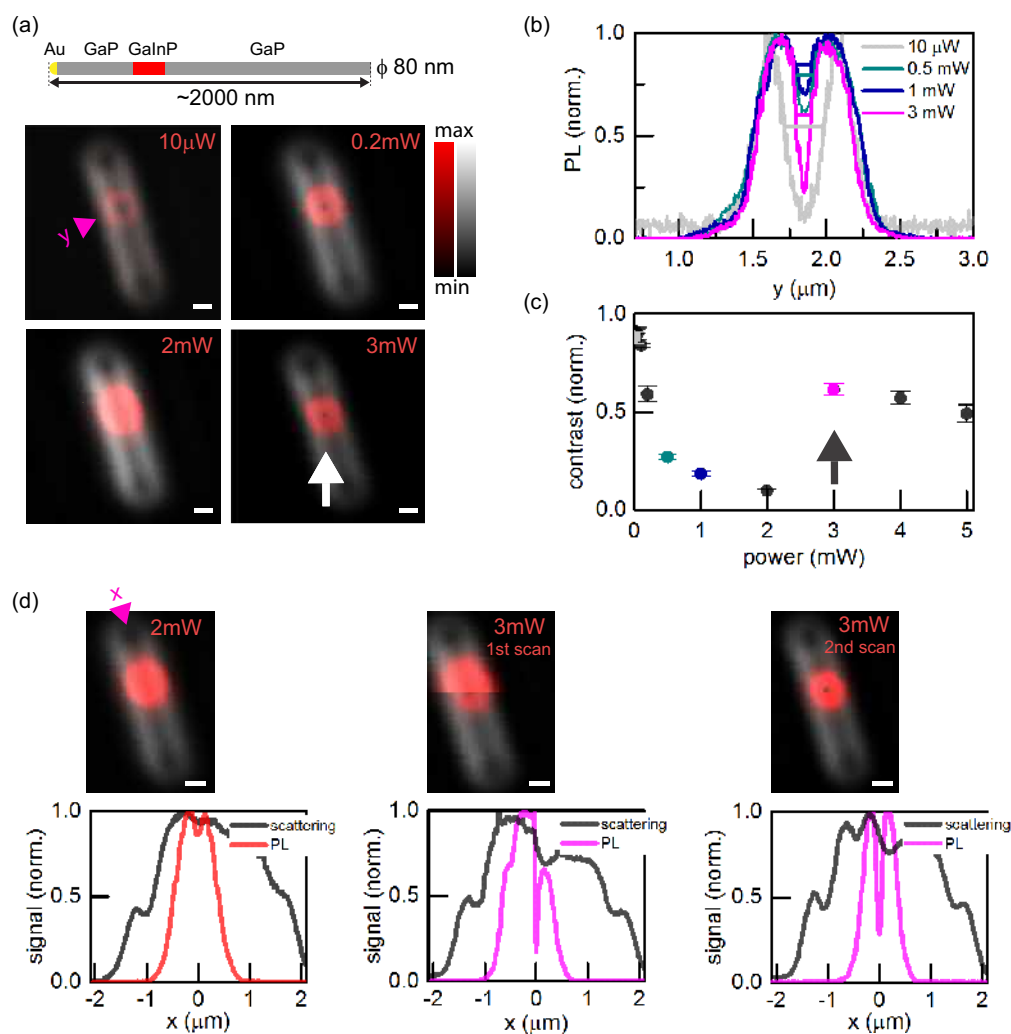 (a)
Au GaP GaInP GaP ϕ 80 nm
~2000 nm
10μW
y
0.2mW
max
min
2mW
3mW
(b)
PL (norm.)
1.0
0.5
0.0
10 μW
0.5 mW
1 mW
3 mW
1.0 1.5 2.0 2.5 3.0
y (μm)
(c)
contrast (norm.)
1.0
0.5
0.0
0 1 2 3 4 5
power (mW)
(d)
x
2mW
3mW
1st scan
3mW
2nd scan
signal (norm.)
1.0
0.5
0.0
scattering
PL
-2 -1 0 1 2
x (μm)
signal (norm.)
1.0
0.5
0.0
scattering
PL
-2 -1 0 1 2
x (μm)
signal (norm.)
1.0
0.5
0.0
scattering
PL
-2 -1 0 1 2
x (μm)